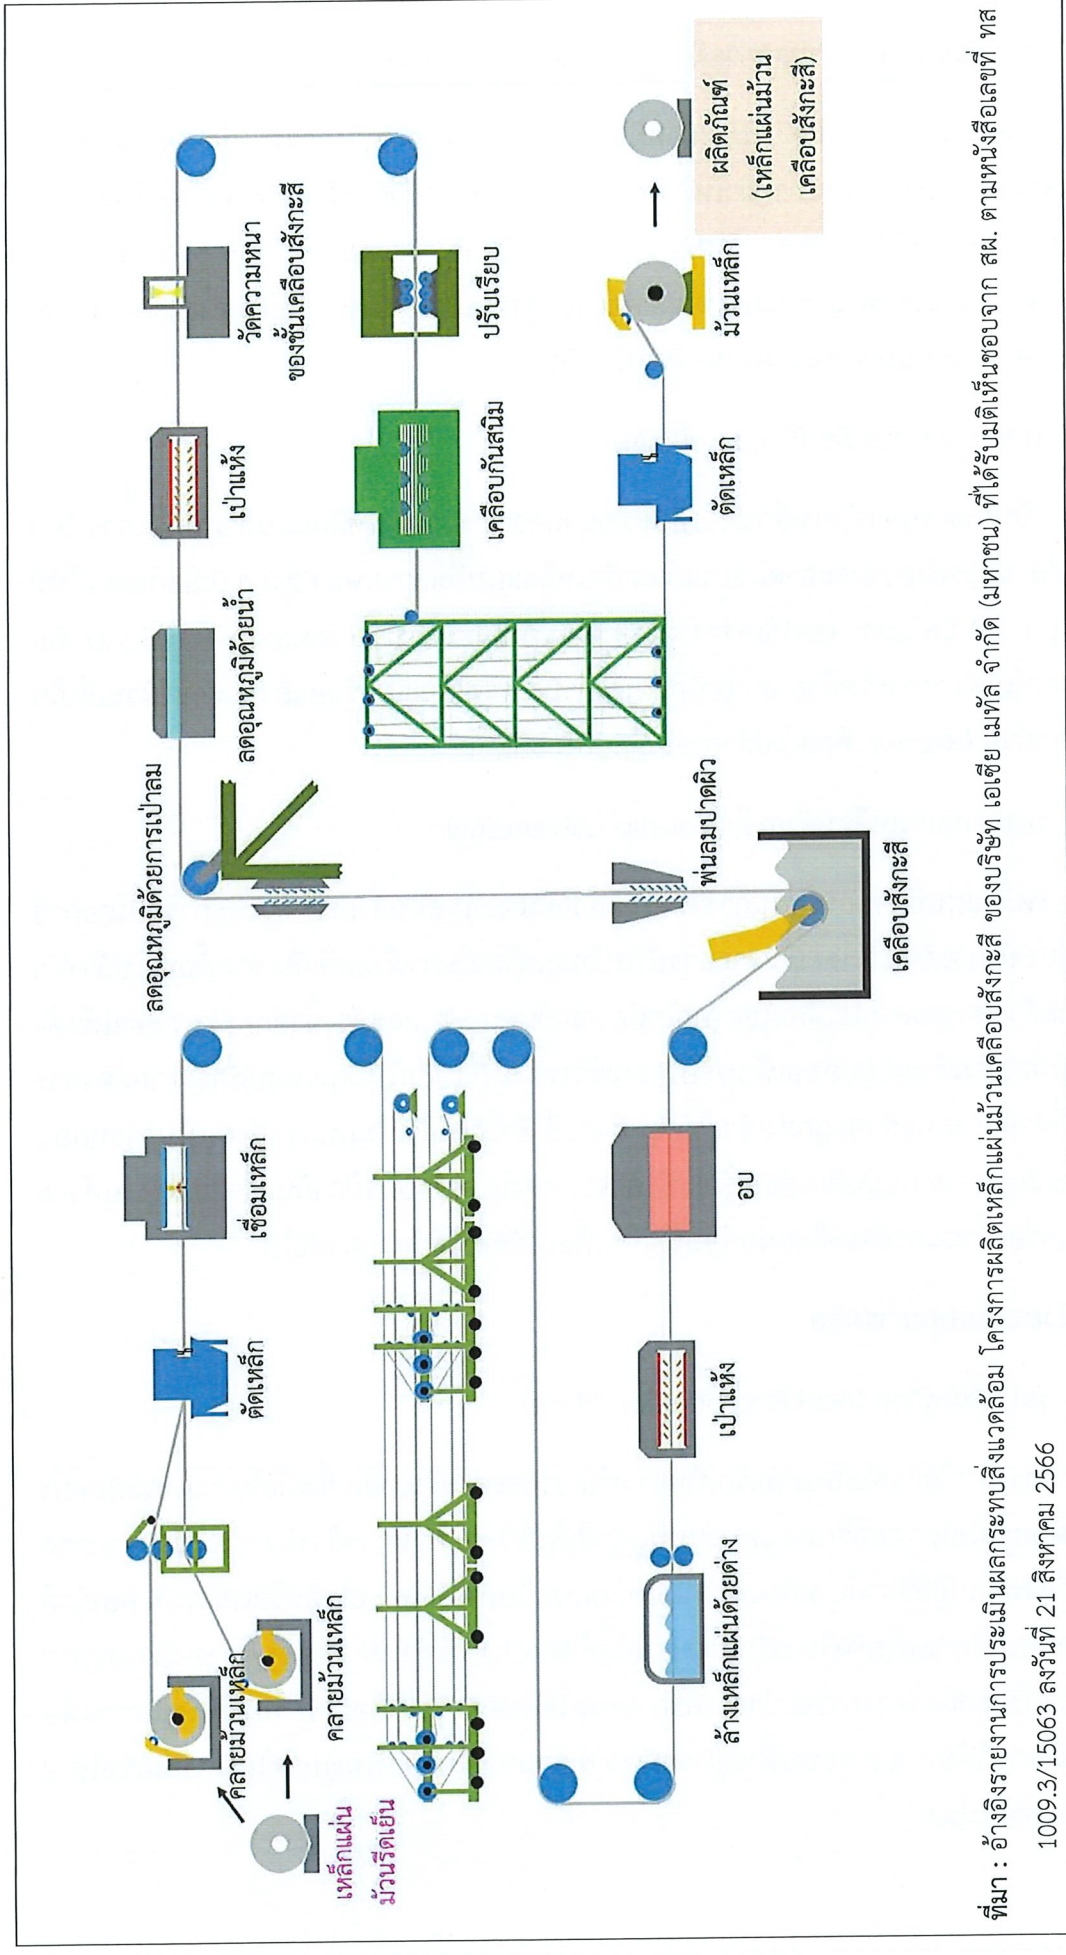 เหล็กแผ่น
ม้วนรีดเย็น
คลายม้วนเหล็ก
คลายม้วนเหล็ก
ตัดเหล็ก
เชื่อมเหล็ก
ล้างเหล็กแผ่นด้วยด่าง
เป่าแห้ง
อบ
เคลือบสังกะสี
พ่นลมปาดผิว
ลดอุณหภูมิด้วยการเป่าลม
ลดอุณหภูมิด้วยน้ำ
เป่าแห้ง
วัดความหนา
ของชั้นเคลือบสังกะสี
ปรับเรียบ
เคลือบกันสนิม
ตัดเหล็ก
ม้วนเหล็ก
ผลิตภัณฑ์
(เหล็กแผ่นม้วน
เคลือบสังกะสี)
ที่มา : อ้างอิงรายงานการประเมินผลกระทบสิ่งแวดล้อม โครงการผลิตเหล็กแผ่นม้วนเคลือบสังกะสี ของบริษัท เอเชีย เมทัล จำกัด (มหาชน) ที่ได้รับมติเห็นชอบจาก สผ. ตามหนังสือเลขที่ ทส
1009.3/15063 ลงวันที่ 21 สิงหาคม 2566